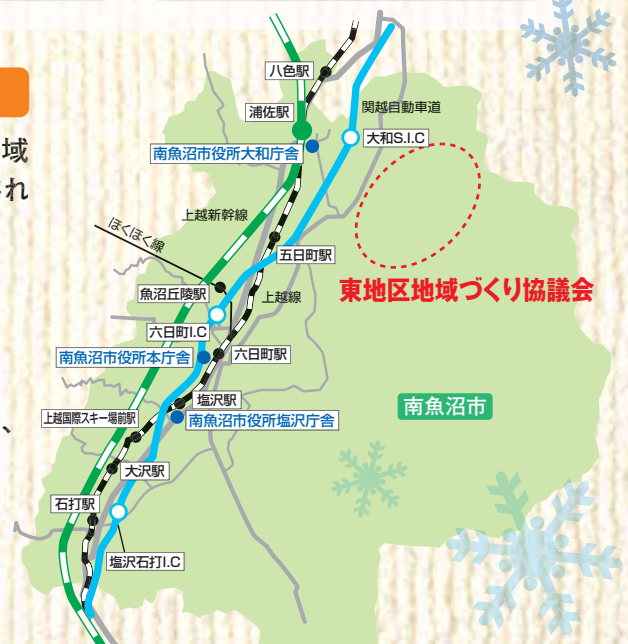 域
れ
、
八色駅
浦佐駅
関越自動車道
大和S.I.C
南魚沼市役所大和庁舎
上越新幹線
ほくほく線
五日町駅
東地区地域づくり協議会
魚沼丘陵駅
上越線
六日町I.C
南魚沼市役所本庁舎
六日町駅
塩沢駅
南魚沼市
上越国際スキー場前駅
南魚沼市役所塩沢庁舎
大沢駅
石打駅
塩沢石打I.C